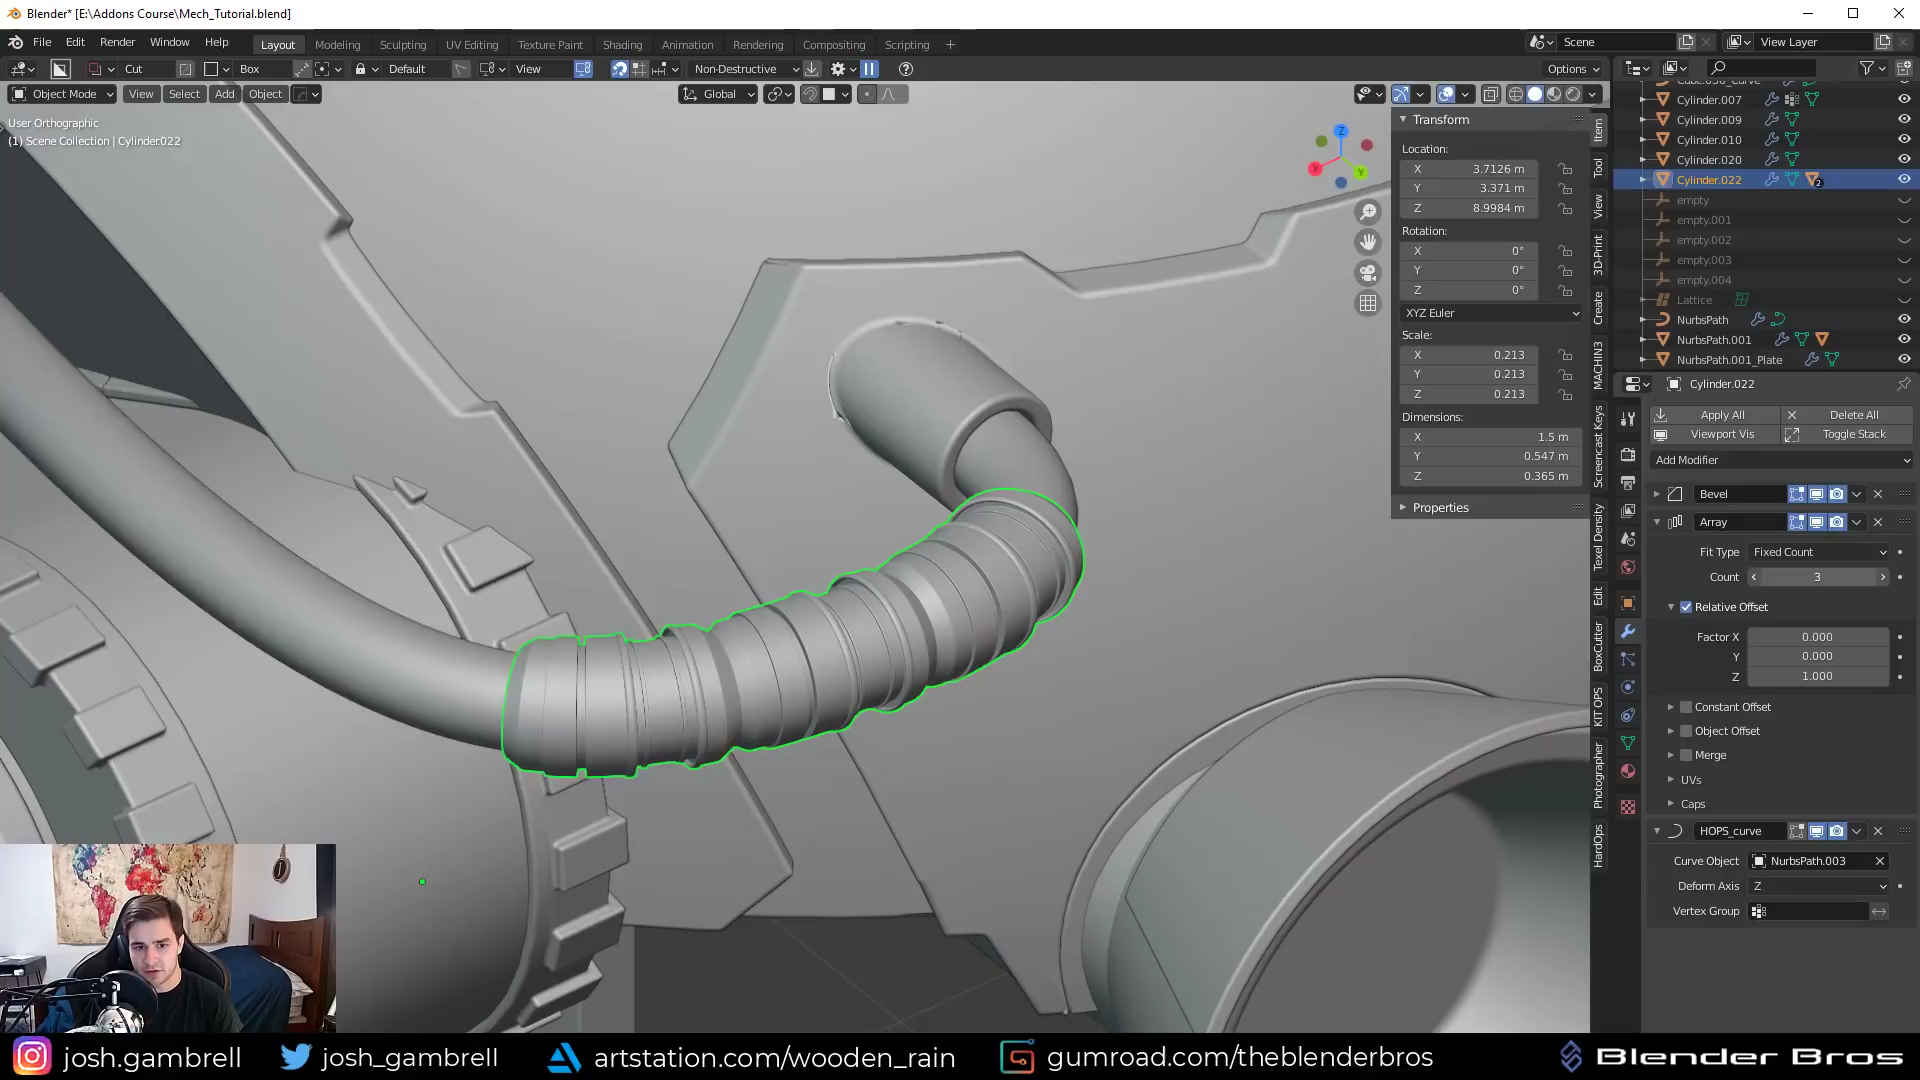 Blender* [E:\Addons Course\Mech_Tutorial.blend]
File Edit Render Window Help
Layout Modeling Sculpting UV Editing Texture Paint Shading Animation Rendering Compositing Scripting +
Scene
View Layer
Cut
Box
Default
View
Non-Destructive
Options
Object Mode
View Select Add Object
Global
User Orthographic
(1) Scene Collection | Cylinder.022
Z
X
Y
Transform
Location:
X 3.7126 m
Y 3.371 m
Z 8.9984 m
Rotation:
X 0°
Y 0°
Z 0°
XYZ Euler
Scale:
X 0.213
Y 0.213
Z 0.213
Dimensions:
X 1.5 m
Y 0.547 m
Z 0.365 m
Properties
Item
Tool
View
3D-Print
Create
MACHIN3
Screencast Keys
Texel Density
Edit
BoxCutter
KIT OPS
Photographer
HardOps
Cylinder.007
Cylinder.009
Cylinder.010
Cylinder.020
Cylinder.022
2
empty
empty.001
empty.002
empty.003
empty.004
Lattice
NurbsPath
NurbsPath.001
NurbsPath.001_Plate
Cylinder.022
Apply All Delete All
Viewport Vis Toggle Stack
Add Modifier
Bevel
Array
Fit Type Fixed Count
Count 3
Relative Offset
Factor X 0.000
Y 0.000
Z 1.000
Constant Offset
Object Offset
Merge
UVs
Caps
HOPS_curve
Curve Object NurbsPath.003
Deform Axis Z
Vertex Group
josh.gambrell
josh_gambrell
artstation.com/wooden_rain
gumroad.com/theblenderbros
Blender Bros